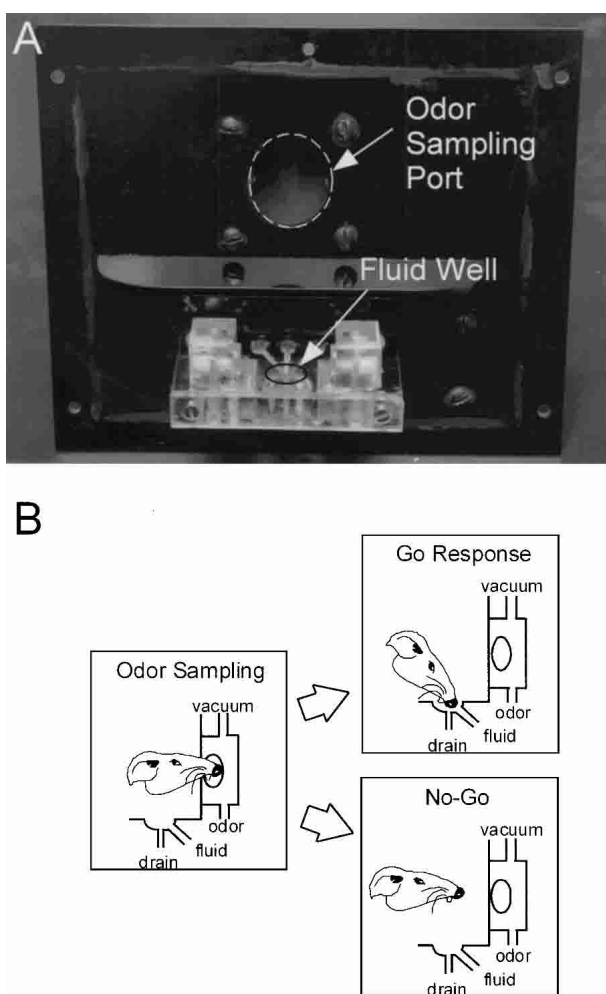 A
Odor
Sampling
Port
Fluid Well
B
Odor Sampling
vacuum
odor
fluid
drain
Go Response
vacuum
odor
fluid
drain
No-Go
vacuum
odor
fluid
drain